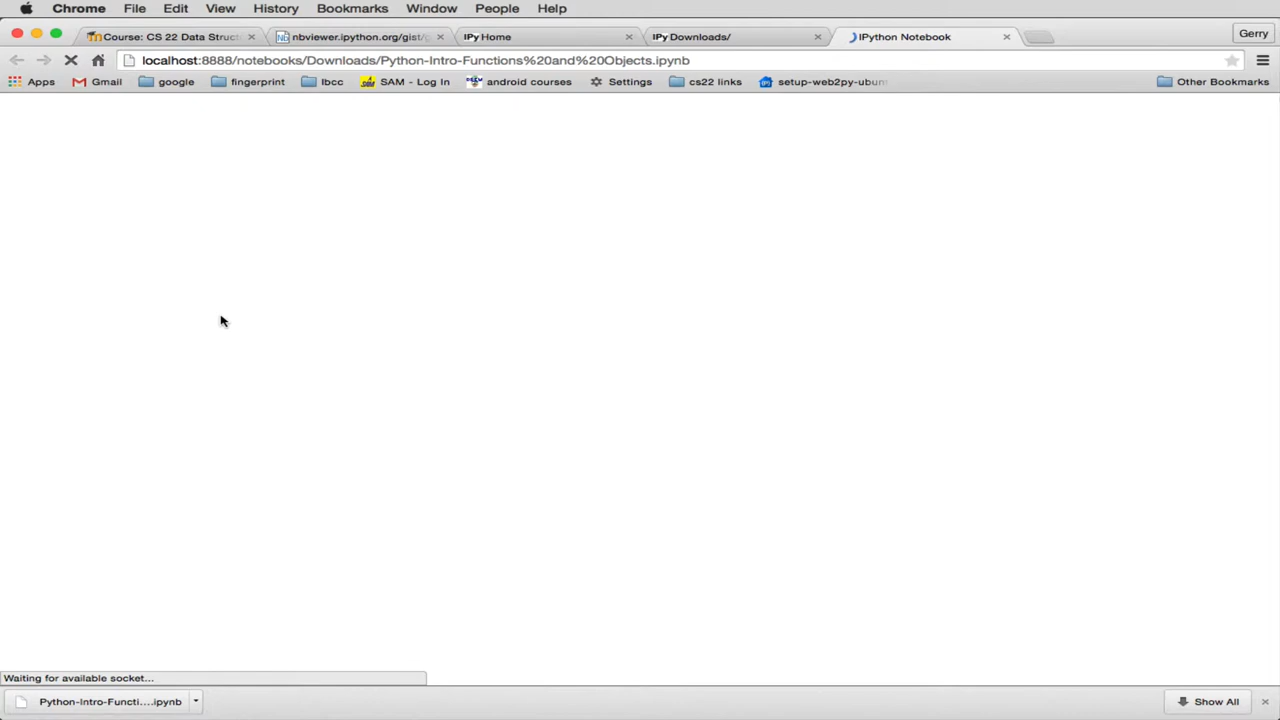 Chrome File Edit View History Bookmarks Window People Help
Course: CS 22 Data Struct nbviewer.ipython.org/gist/g IPy Home IPy Downloads/ IPython Notebook Gerry
localhost:8888/notebooks/Downloads/Python-Intro-Functions%20and%20Objects.ipynb
Apps Gmail google fingerprint lbcc SAM - Log In android courses Settings cs22 links setup-web2py-ubun Other Bookmarks
Waiting for available socket...
Python-Intro-Functi....ipynb Show All